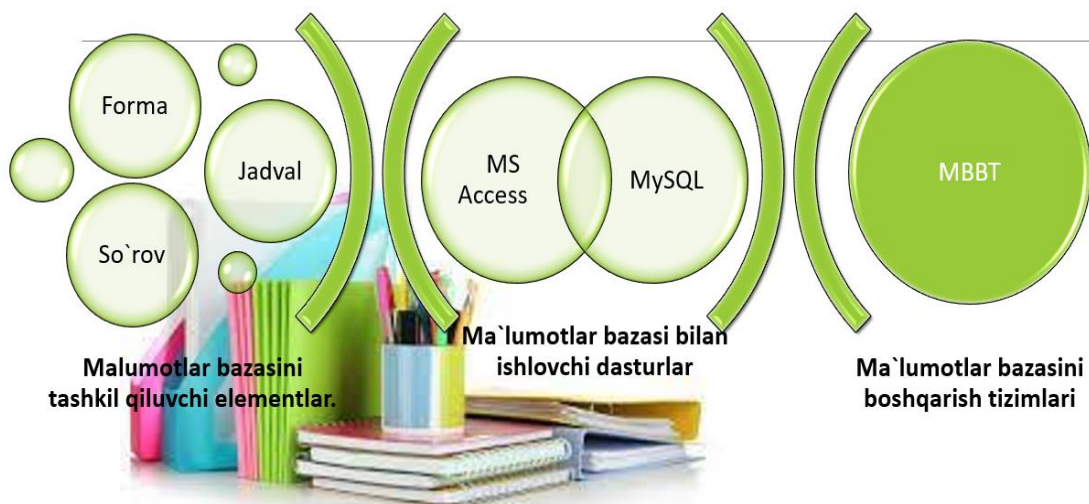 Forma
Jadval
So`rov
Malumotlar bazasini
tashkil qiluvchi elementlar.
MS
Access
MySQL
Ma`lumotlar bazasi bilan
ishlovchi dasturlar
MBBT
Ma`lumotlar bazasini
boshqarish tizimlari